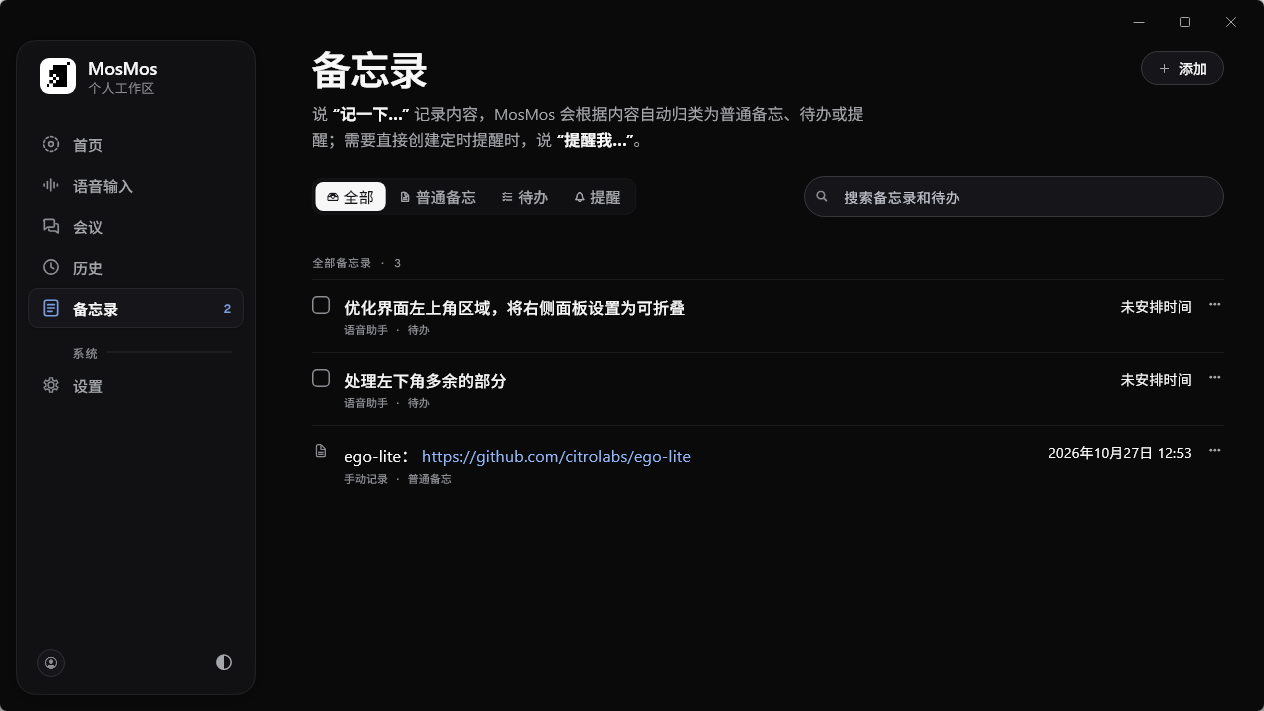 MosMos
个人工作区
首页
语音输入
会议
历史
备忘录 2
系统
设置
备忘录
添加
说 “记一下...” 记录内容，MosMos 会根据内容自动归类为普通备忘、待办或提
醒；需要直接创建定时提醒时，说 “提醒我...”。
全部 普通备忘 待办 提醒
搜索备忘录和待办
全部备忘录 · 3
优化界面左上角区域，将右侧面板设置为可折叠 未安排时间
语音助手 · 待办
处理左下角多余的部分 未安排时间
语音助手 · 待办
ego-lite： https://github.com/citrolabs/ego-lite 2026年10月27日 12:53
手动记录 · 普通备忘